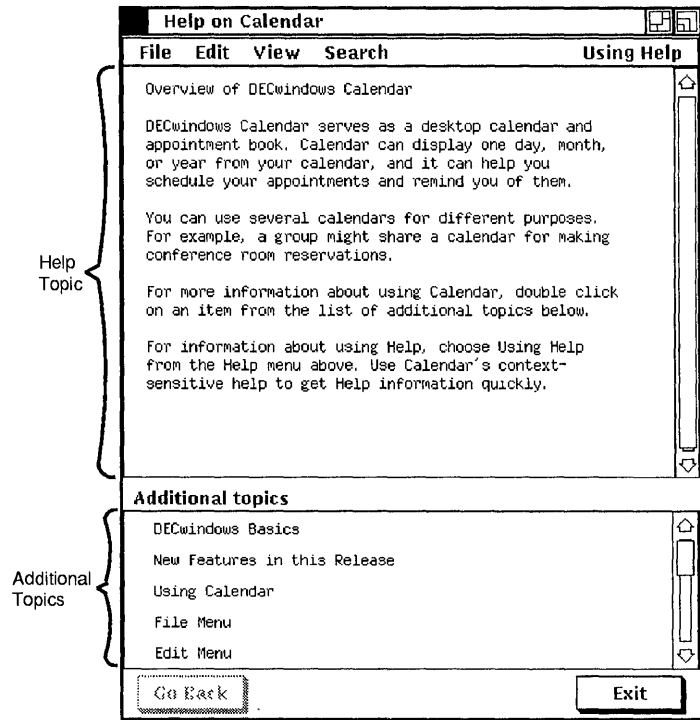 Help on Calendar
File Edit View Search Using Help
Overview of DECwindows Calendar
DECwindows Calendar serves as a desktop calendar and
appointment book. Calendar can display one day, month,
or year from your calendar, and it can help you
schedule your appointments and remind you of them.
You can use several calendars for different purposes.
For example, a group might share a calendar for making
conference room reservations.
For more information about using Calendar, double click
on an item from the list of additional topics below.
For information about using Help, choose Using Help
from the Help menu above. Use Calendar's context-
sensitive help to get Help information quickly.
Help
Topic
Additional topics
DECwindows Basics
New Features in this Release
Using Calendar
File Menu
Edit Menu
Additional
Topics
Go Back
Exit